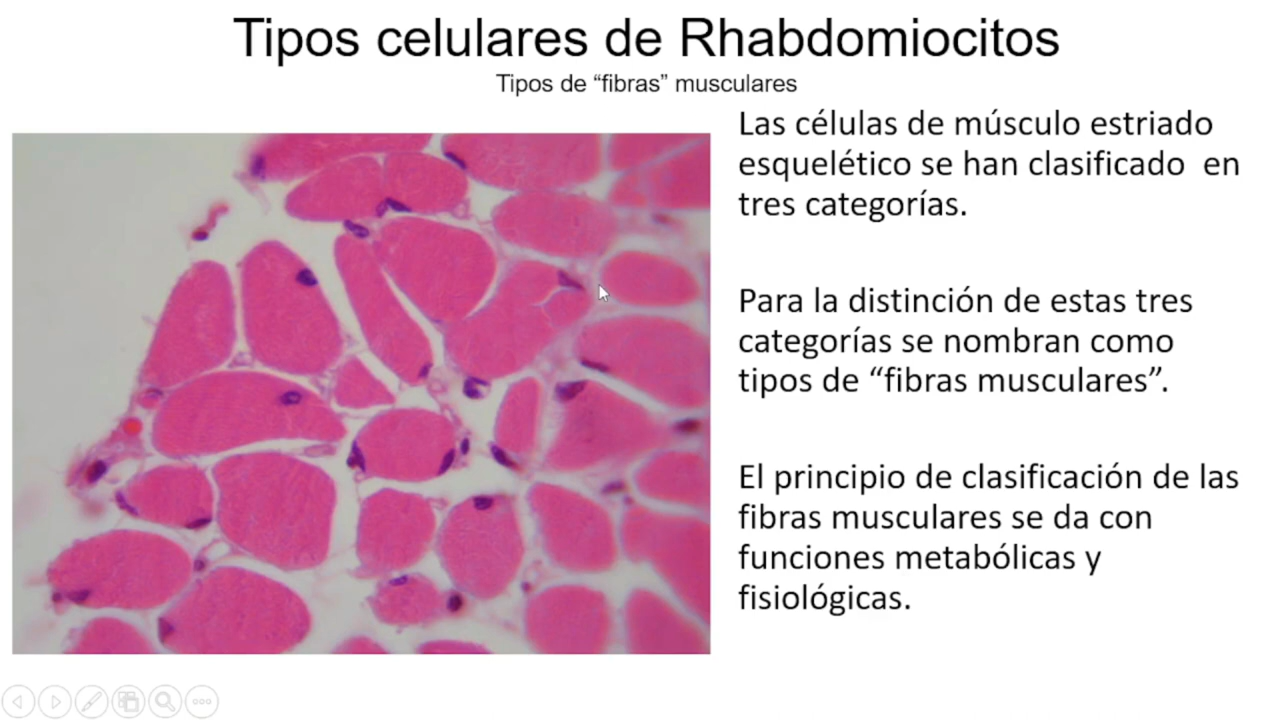 Tipos celulares de Rhabdomiocitos
Tipos de “fibras” musculares
Las células de músculo estriado
esquelético se han clasificado  en
tres categorías.
Para la distinción de estas tres
categorías se nombran como
tipos de “fibras musculares”.
El principio de clasificación de las
fibras musculares se da con
funciones metabólicas y
fisiológicas.